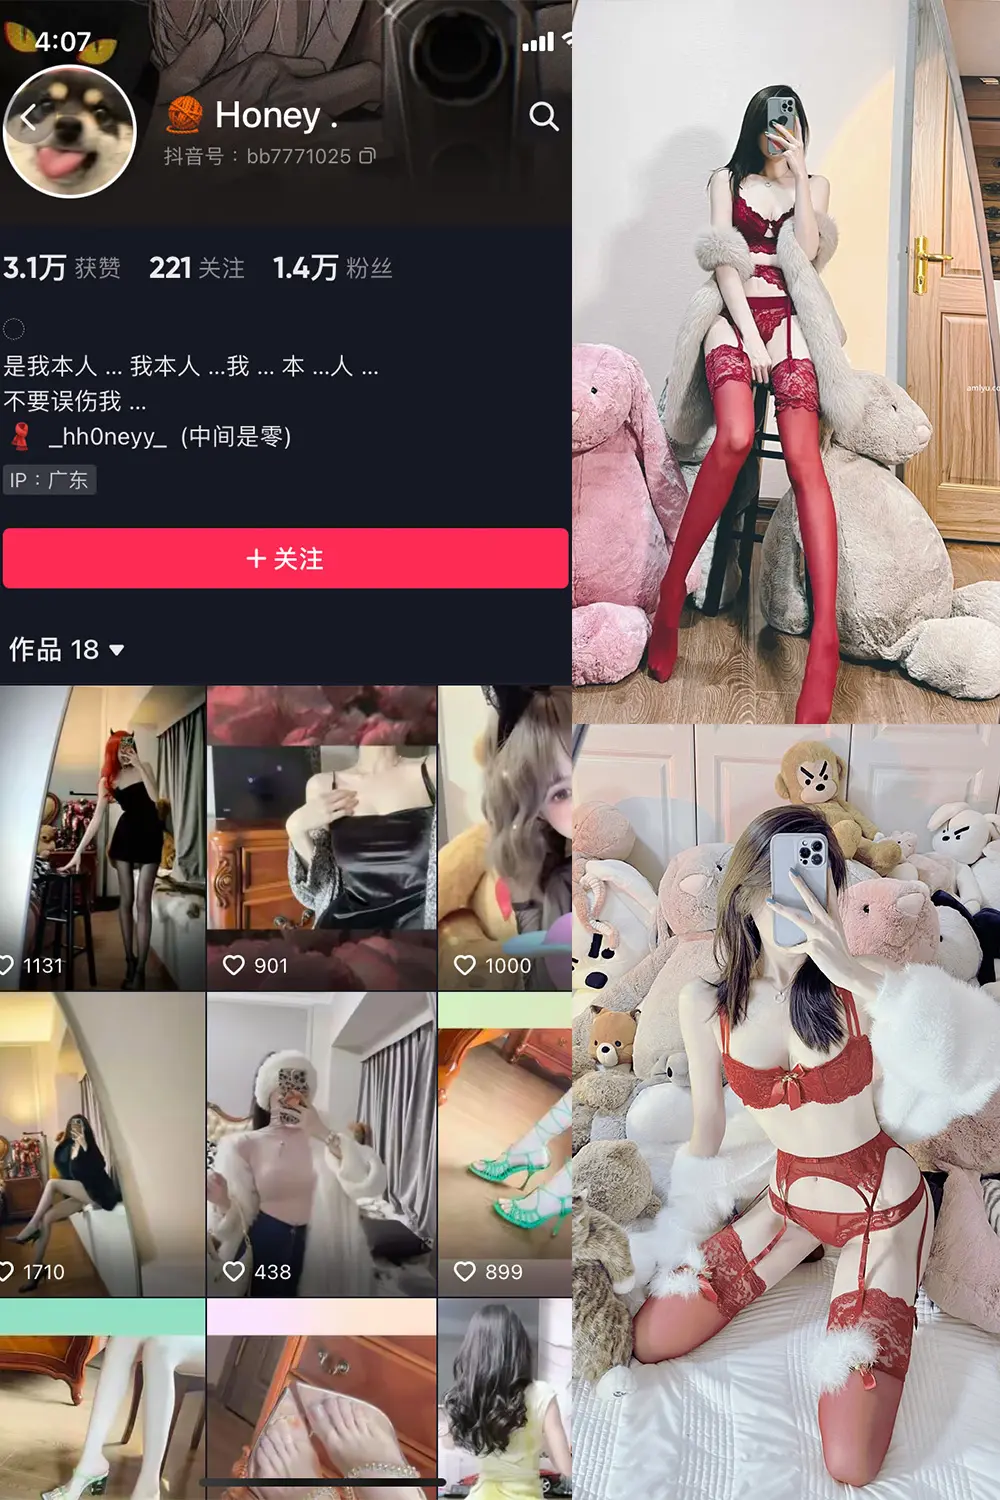 4:07
Honey .
抖音号：bb7771025
3.1万 获赞 221 关注 1.4万 粉丝
是我本人 ... 我本人 ...我 ... 本 ...人 ...
不要误伤我 ...
_hh0neyy_ (中间是零)
IP：广东
+ 关注
作品 18
1131
901
1000
1710
438
899
amlyu.co